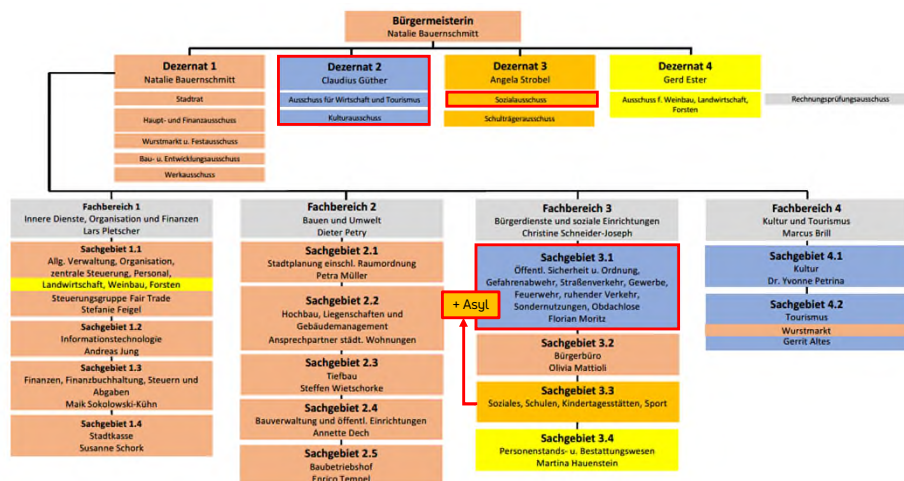 Bürgermeisterin
Natalie Bauernschmitt
Dezernat 1
Natalie Bauernschmitt
Stadtrat
Haupt- und Finanzausschuss
Wurstmarkt u. Festausschuss
Bau- u. Entwicklungsausschuss
Werkausschuss
Dezernat 2
Claudius Güther
Ausschuss für Wirtschaft und Tourismus
Kulturausschuss
Dezernat 3
Angela Strobel
Sozialausschuss
Schulträgerausschuss
Dezernat 4
Gerd Ester
Ausschuss f. Weinbau, Landwirtschaft,
Forsten
Rechnungsprüfungsausschuss
Fachbereich 1
Innere Dienste, Organisation und Finanzen
Lars Pletscher
Sachgebiet 1.1
Allg. Verwaltung, Organisation,
zentrale Steuerung, Personal,
Landwirtschaft, Weinbau, Forsten
Steuerungsgruppe Fair Trade
Stefanie Feigel
Sachgebiet 1.2
Informationstechnologie
Andreas Jung
Sachgebiet 1.3
Finanzen, Finanzbuchhaltung, Steuern und
Abgaben
Maik Sokolowski-Kühn
Sachgebiet 1.4
Stadtkasse
Susanne Schork
Fachbereich 2
Bauen und Umwelt
Dieter Petry
Sachgebiet 2.1
Stadtplanung einschl. Raumordnung
Petra Müller
Sachgebiet 2.2
Hochbau, Liegenschaften und
Gebäudemanagement
Ansprechpartner städt. Wohnungen
Sachgebiet 2.3
Tiefbau
Steffen Wietschorke
Sachgebiet 2.4
Bauverwaltung und öffentl. Einrichtungen
Annette Dech
Sachgebiet 2.5
Baubetriebshof
Enrico Tempel
Fachbereich 3
Bürgerdienste und soziale Einrichtungen
Christine Schneider-Joseph
Sachgebiet 3.1
Öffentl. Sicherheit u. Ordnung,
Gefahrenabwehr, Straßenverkehr, Gewerbe,
Feuerwehr, ruhender Verkehr,
Sondernutzungen, Obdachlose
Florian Moritz
+ Asyl
Sachgebiet 3.2
Bürgerbüro
Olivia Mattioli
Sachgebiet 3.3
Soziales, Schulen, Kindertagesstätten, Sport
Sachgebiet 3.4
Personenstands- u. Bestattungswesen
Martina Hauenstein
Fachbereich 4
Kultur und Tourismus
Marcus Brill
Sachgebiet 4.1
Kultur
Dr. Yvonne Petrina
Sachgebiet 4.2
Tourismus
Wurstmarkt
Gerrit Altes